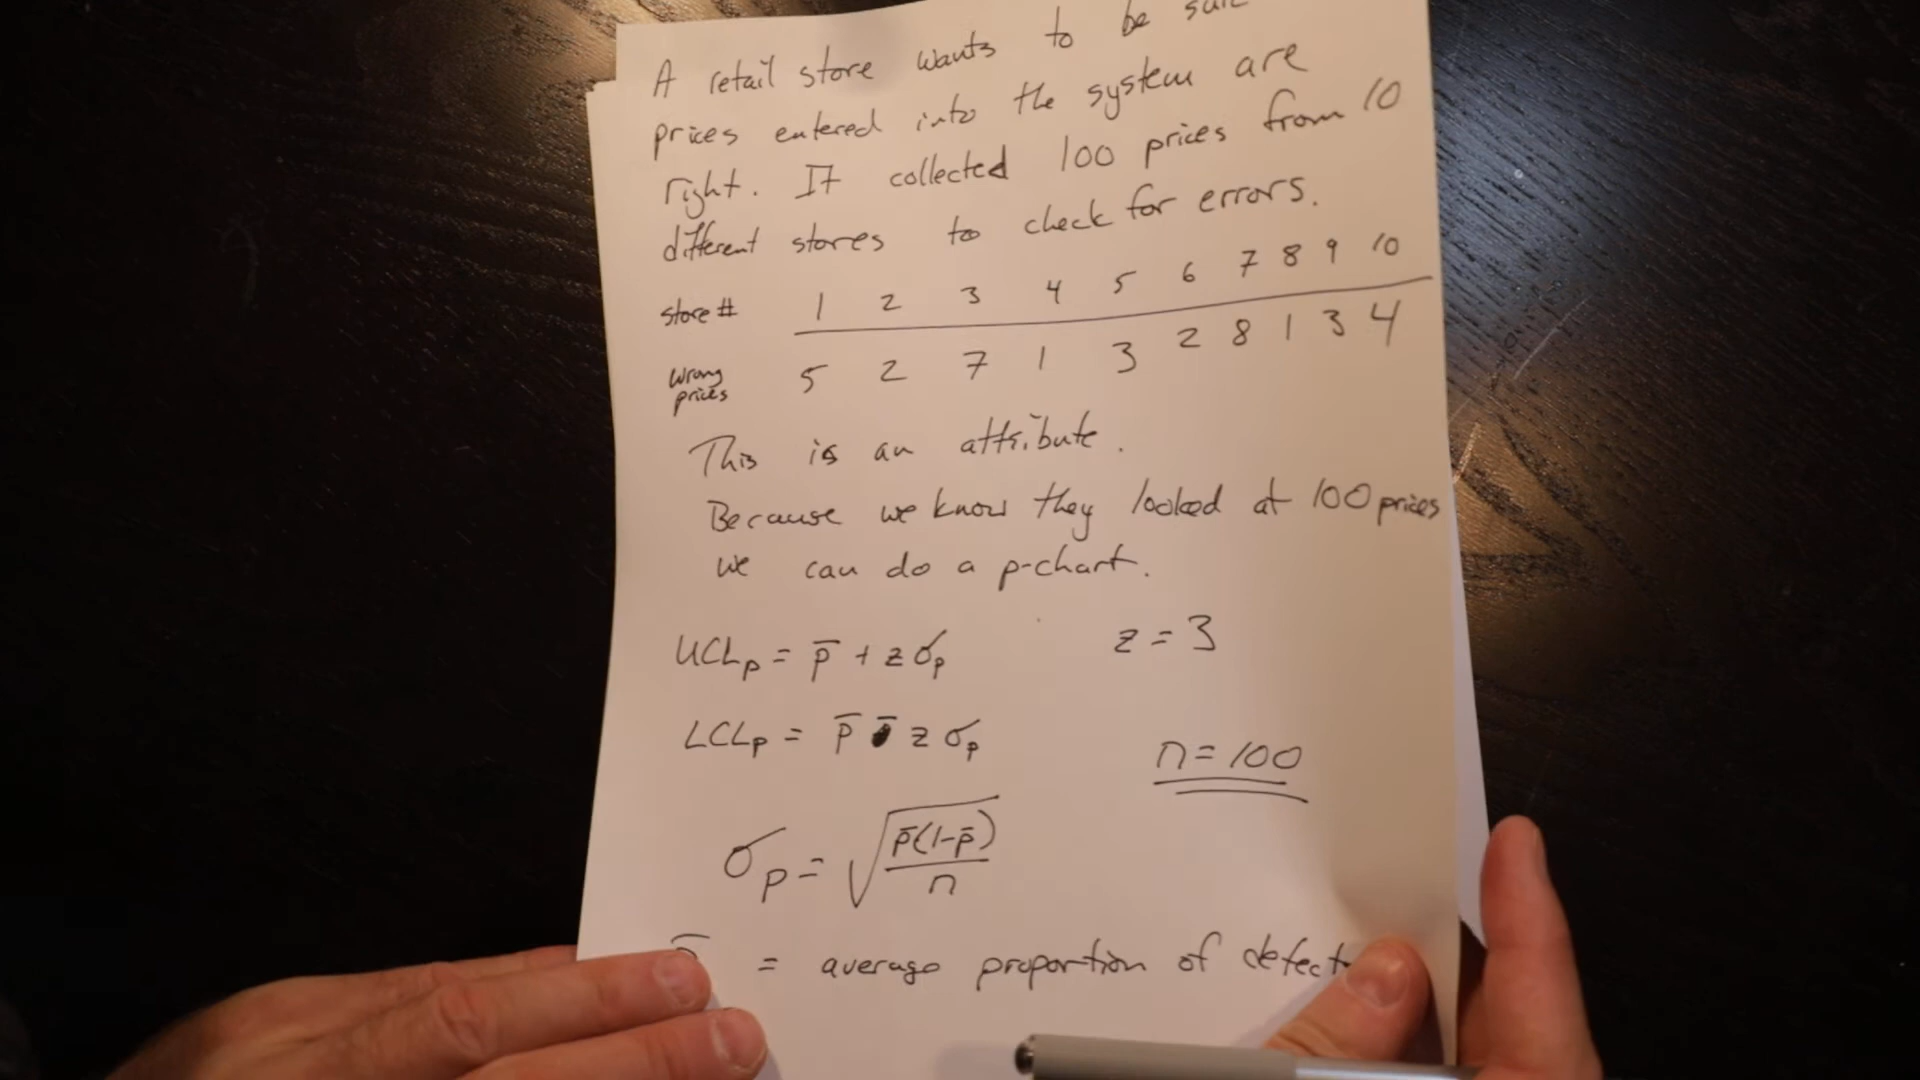 A retail store wants to be
prices entered into the system are
right. It collected 100 prices from 10
different stores to check for errors.
store # 1 2 3 4 5 6 7 8 9 10
wrong prices 5 2 7 1 3 2 8 1 3 4
This is an attribute.
Because we know they looked at 100 prices
we can do a p-chart.
UCLp = p̄ + zσp z = 3
LCLp = p̄ - zσp
n = 100
σp = √(p̄(1-p̄)/n)
= average proportion of defect